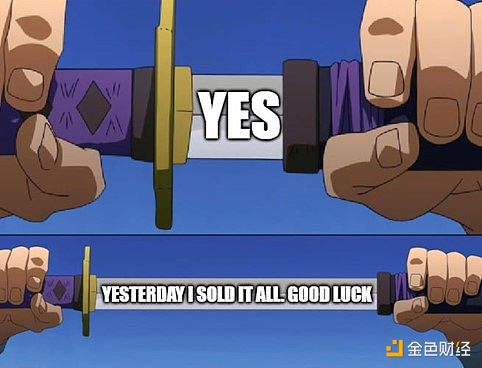 YES
YESTERDAY I SOLD IT ALL. GOOD LUCK
金色财经